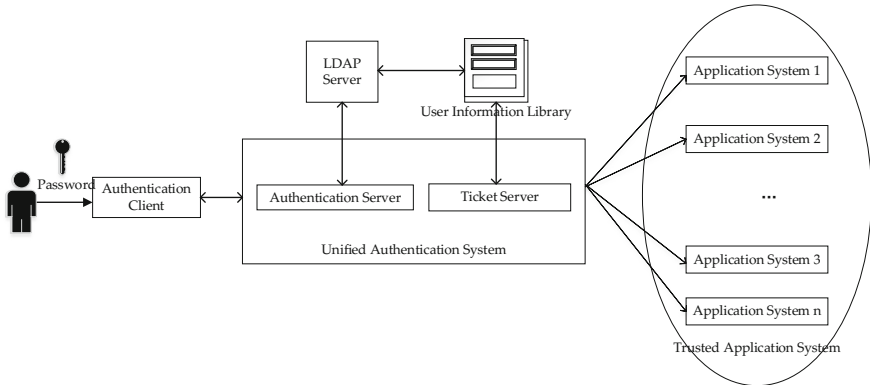 LDAP
Server
User Information Library
Password
Authentication
Client
Authentication Server
Ticket Server
Unified Authentication System
Application System 1
Application System 2
...
Application System 3
Application System n
Trusted Application System